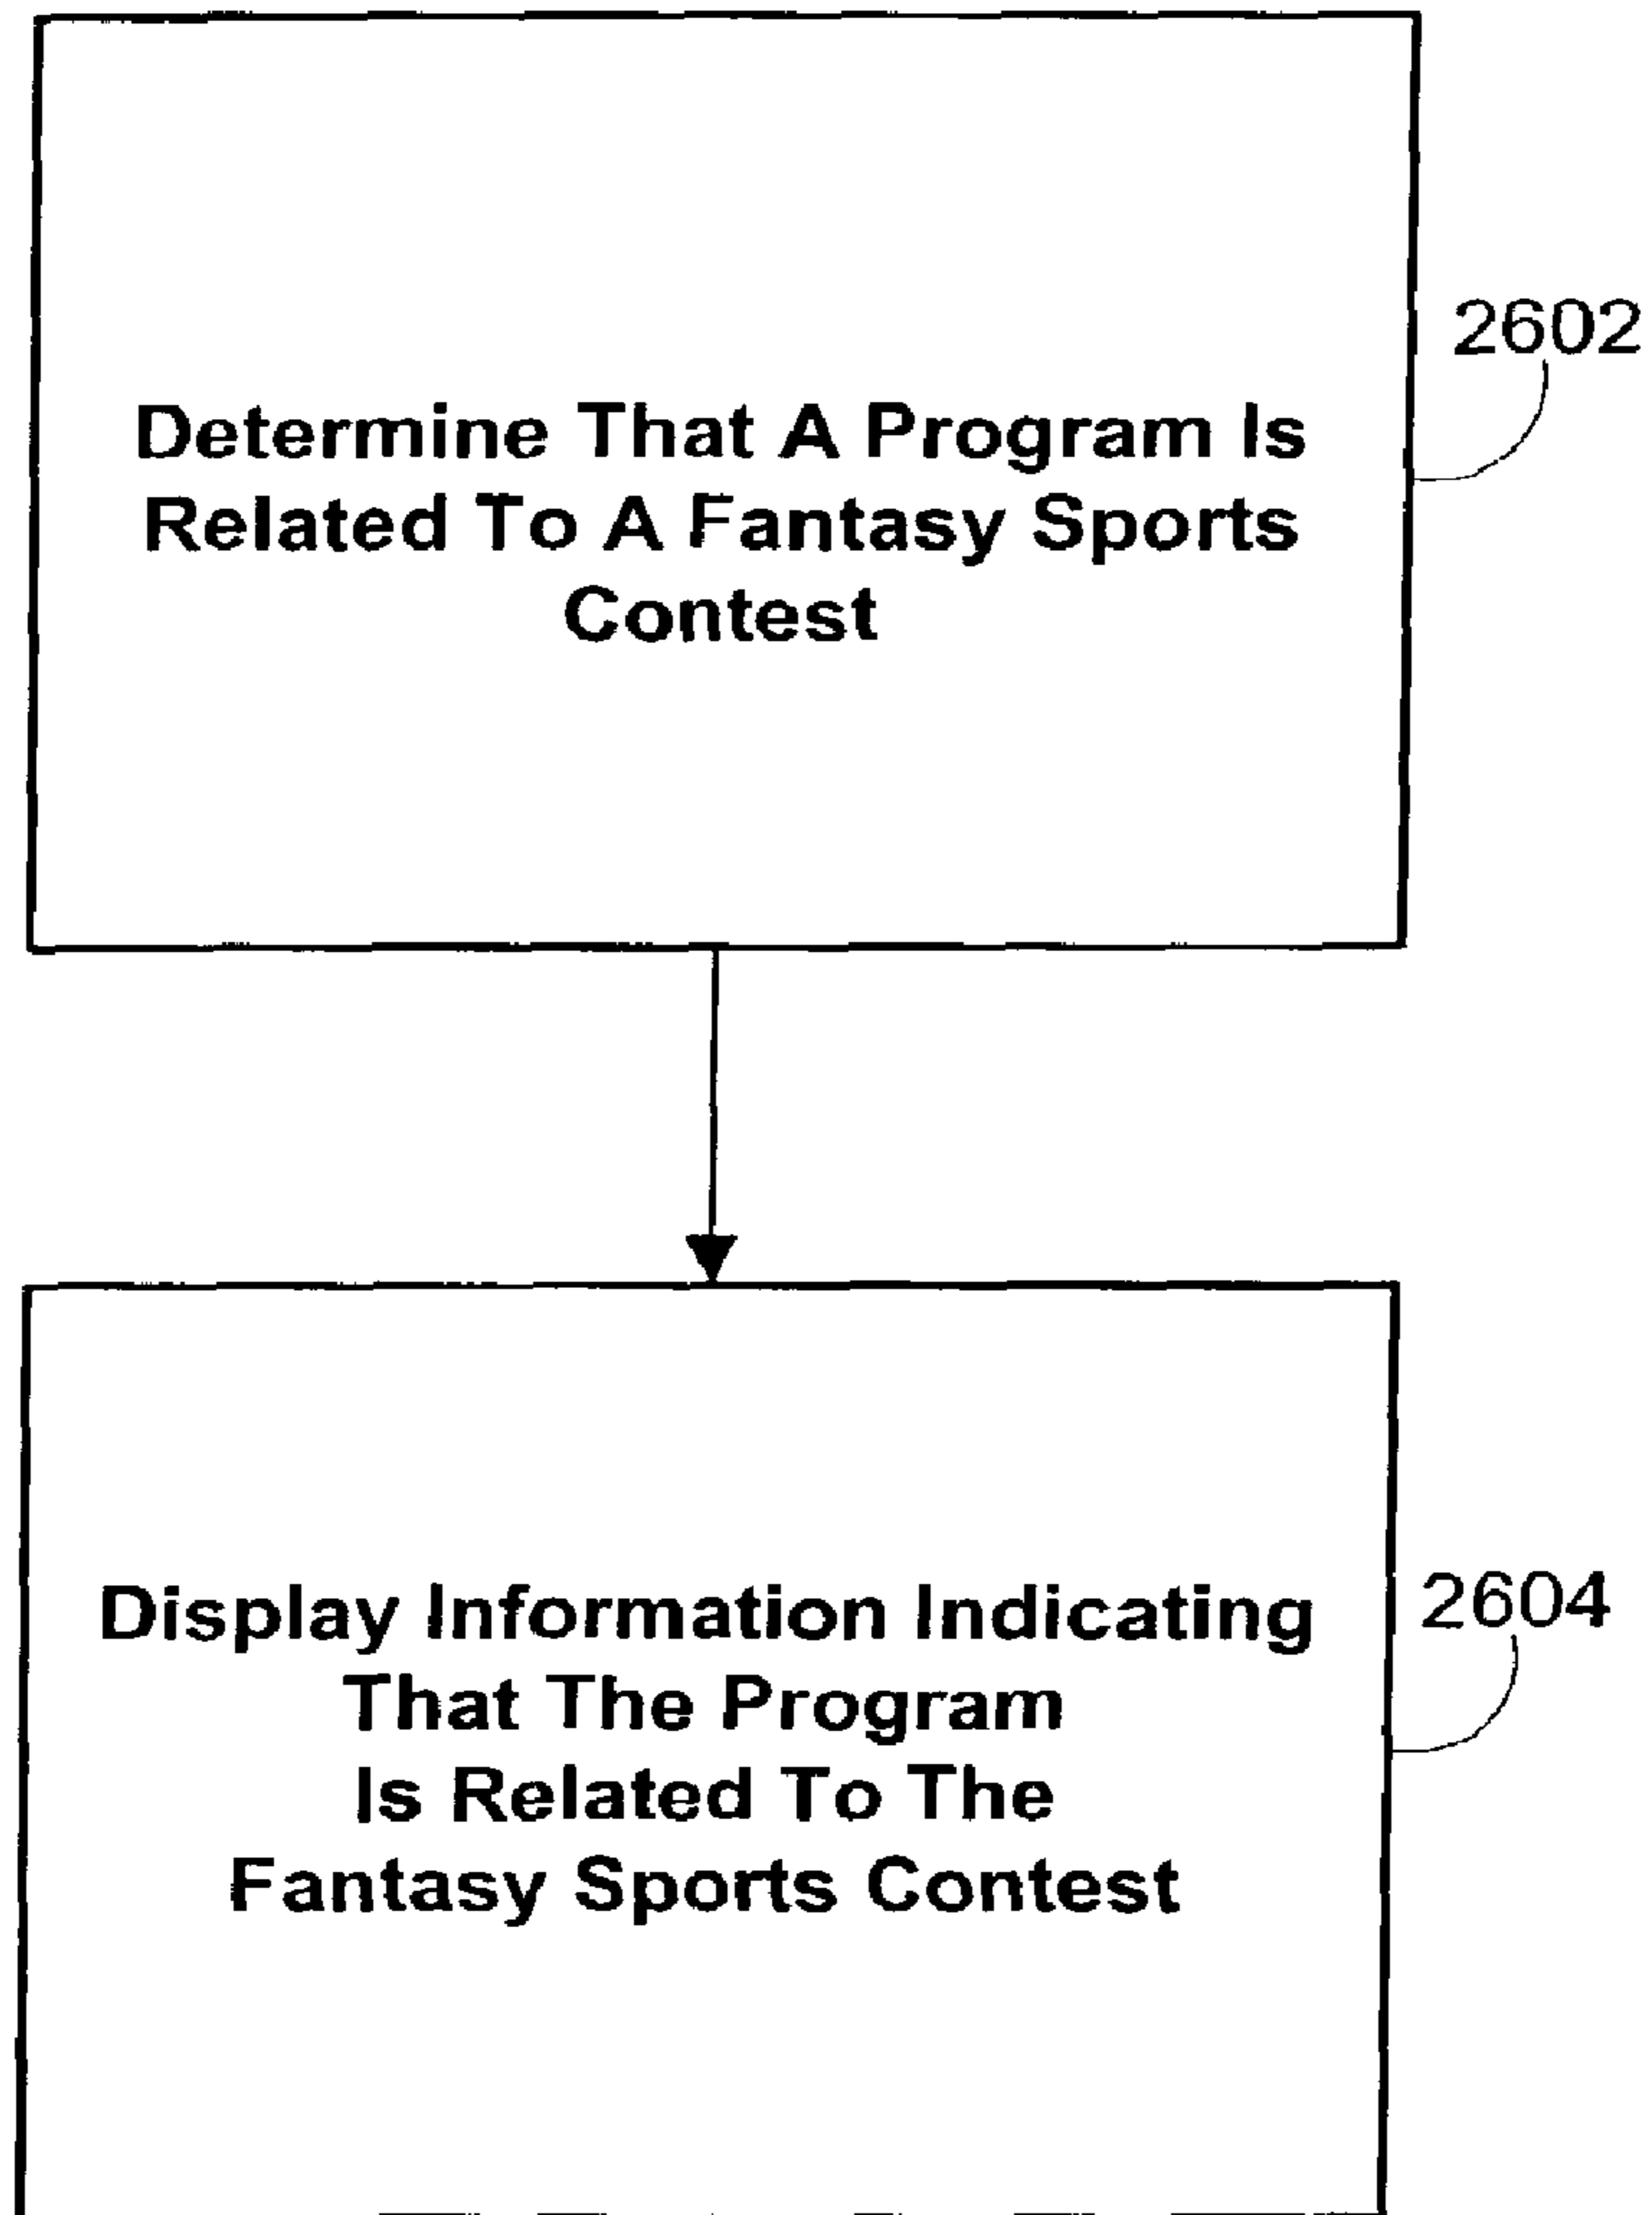 2602
Determine That A Program Is
Related To A Fantasy Sports
Contest
Display Information Indicating
That The Program
Is Related To The
Fantasy Sports Contest
2604